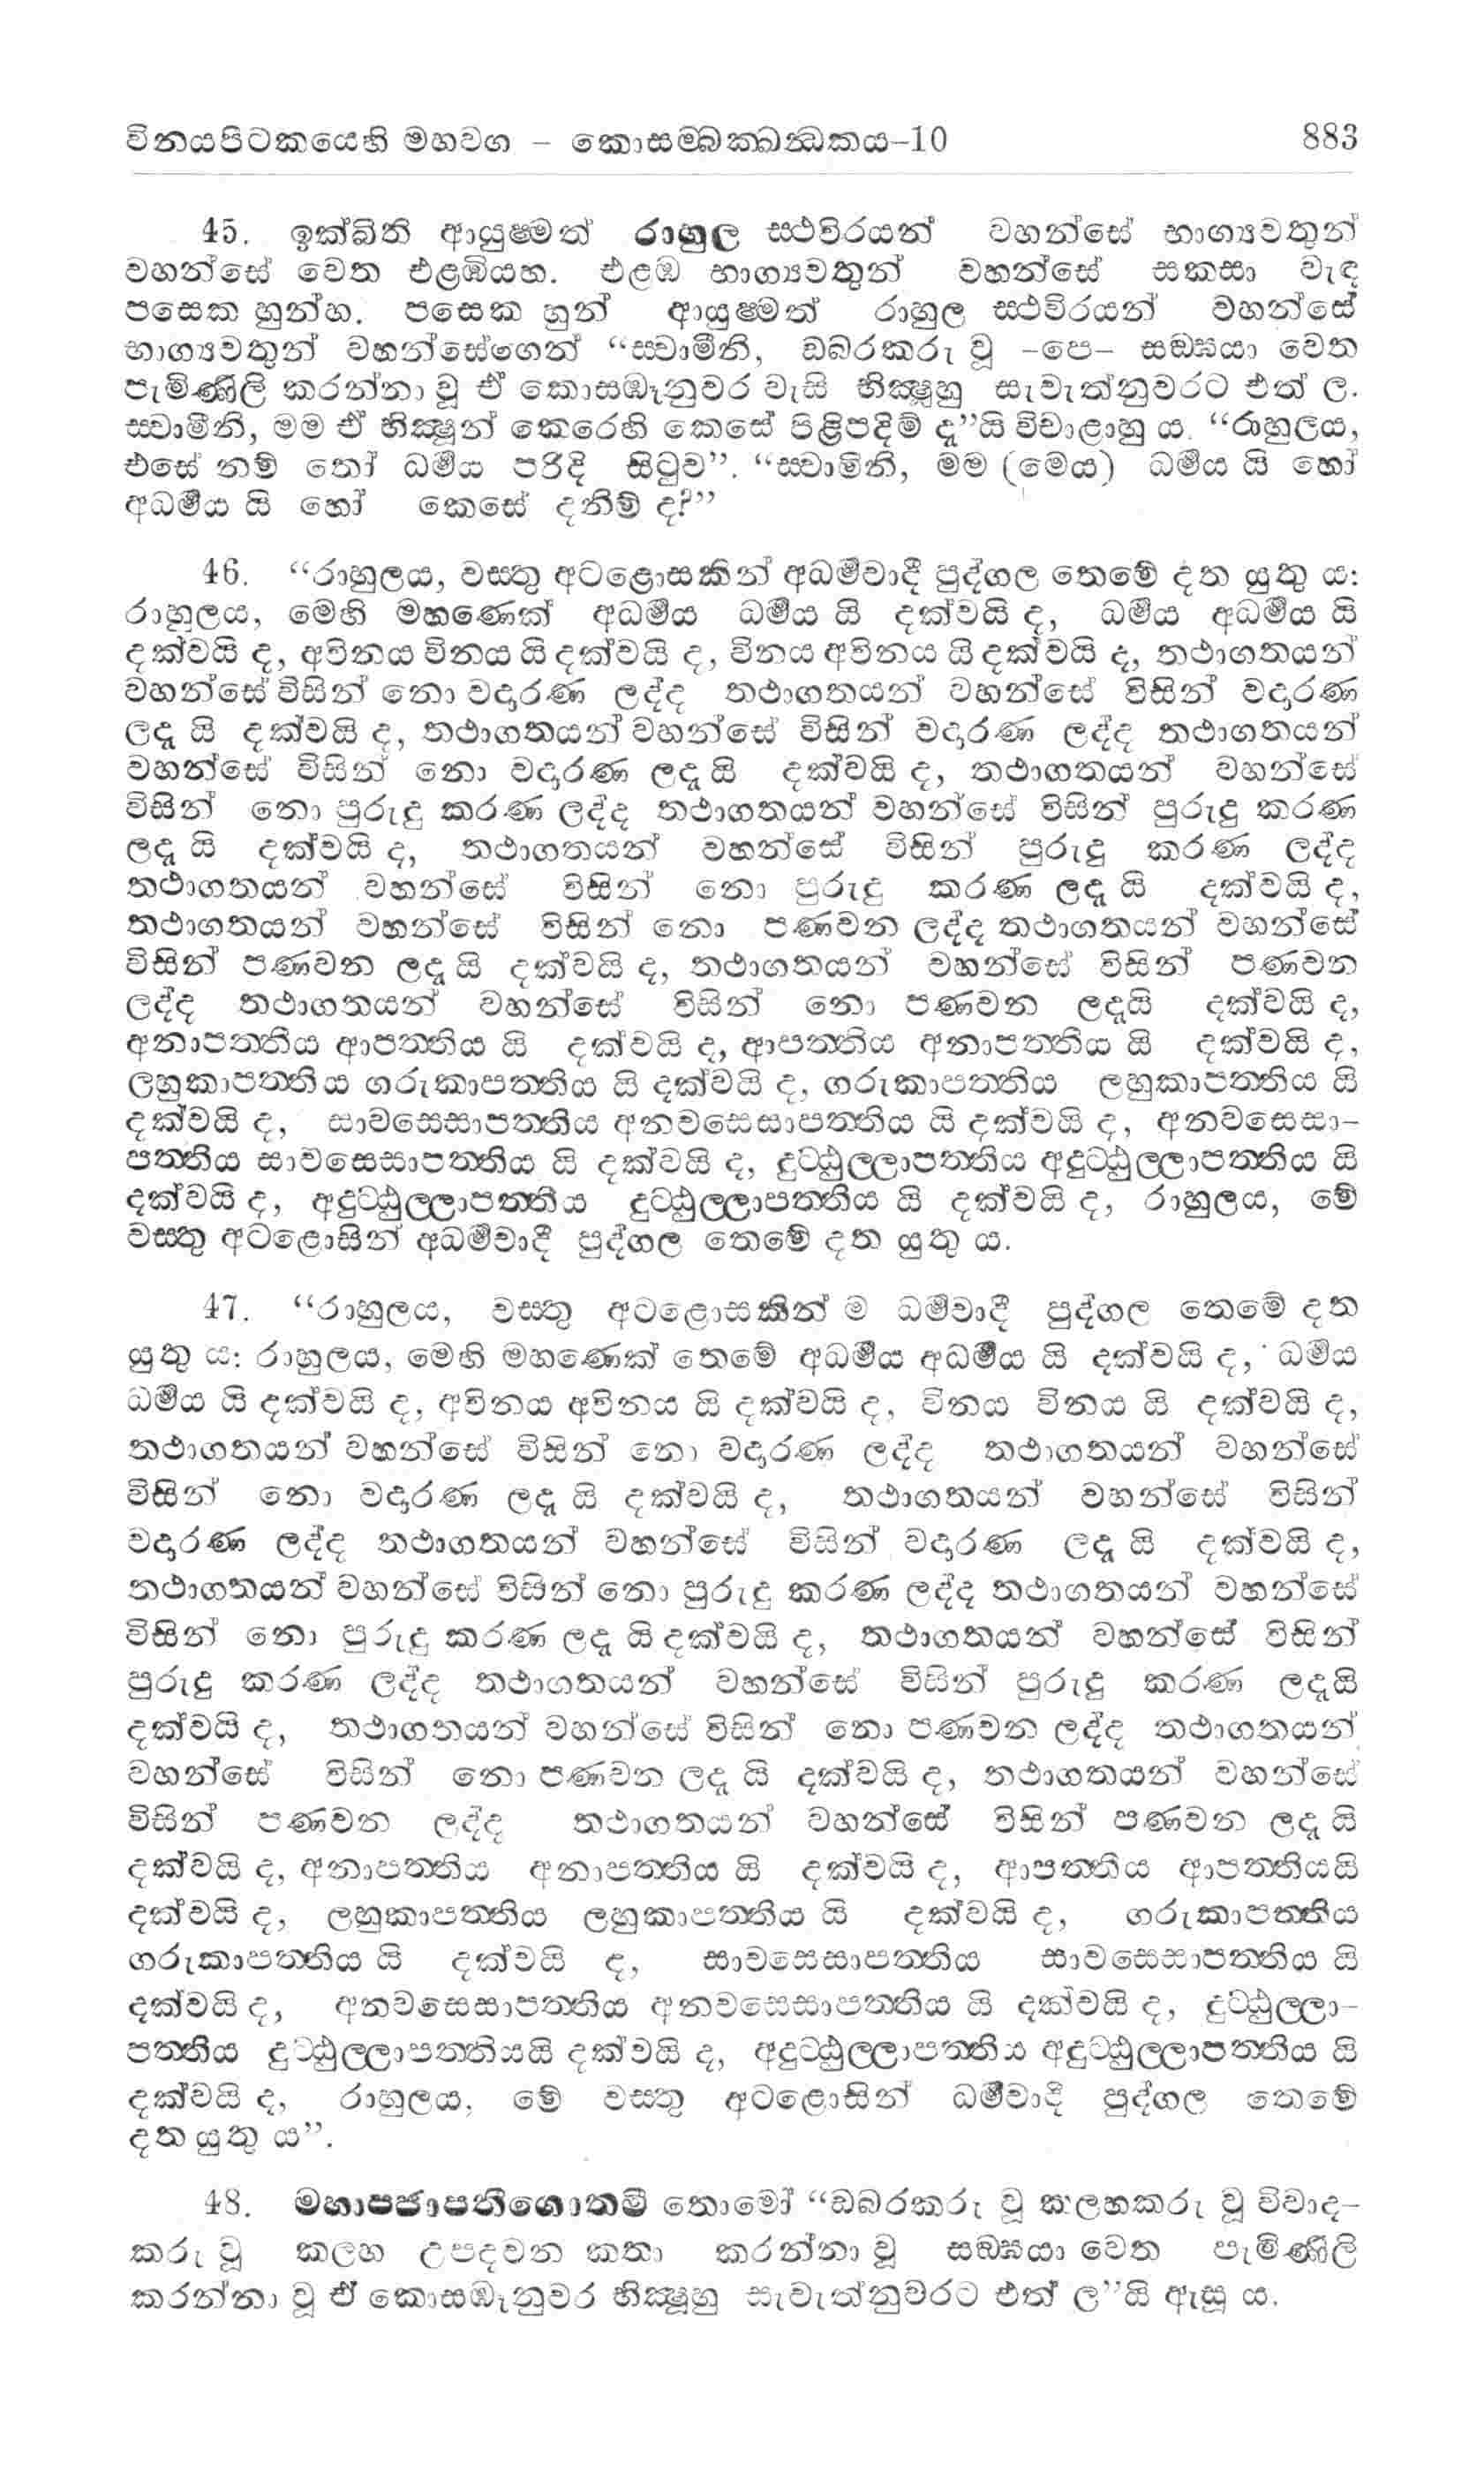 විනයපිටකයෙහි මහවග – කොසම්බක්ඛන්ධකය–10 883
45. ඉක්බිති ආයුෂ්මත් රාහුල ස්ථවිරයන් වහන්සේ භාග්‍යවතුන්
වහන්සේ වෙත එළඹියහ. එළඹ භාග්‍යවතුන් වහන්සේ සකසා වැඳ
පසෙක හුන්හ. පසෙක හුන් ආයුෂ්මත් රාහුල ස්ථවිරයන් වහන්සේ
භාග්‍යවතුන් වහන්සේගෙන් “ස්වාමීනි, ඩබරකරු වූ –පෙ– සඞ්ඝයා වෙත
පැමිණිලි කරන්නා වූ ඒ කොසඹෑනුවර වැසි භික්‍ෂූහු සැවැත්නුවරට එත් ල.
ස්වාමීනි, මම ඒ භික්‍ෂූන් කෙරෙහි කෙසේ පිළිපදිම් දැ”යි විචාළාහු ය. “රාහුලය,
එසේ නම් තෝ ධර්‍මය පරිදි සිටුව”. “ස්වාමීනි, මම (මෙය) ධර්‍මය යි හෝ
අධර්‍මය යි හෝ කෙසේ දනිම් ද?”
46. “රාහුලය, වස්තු අටළොසකින් අධර්‍මවාදී පුද්ගල තෙමේ දත යුතු ය:
රාහුලය, මෙහි මහණෙක් අධර්‍මය ධර්‍මය යි දක්වයි ද, ධර්‍මය අධර්‍මය යි
දක්වයි ද, අවිනය විනය යි දක්වයි ද, විනය අවිනය යි දක්වයි ද, තථාගතයන්
වහන්සේ විසින් නො වදාරණ ලද්ද තථාගතයන් වහන්සේ විසින් වදාරණ
ලදැ යි දක්වයි ද, තථාගතයන් වහන්සේ විසින් වදාරණ ලද්ද තථාගතයන්
වහන්සේ විසින් නො වදාරණ ලදැ යි දක්වයි ද, තථාගතයන් වහන්සේ
විසින් නො පුරුදු කරණ ලද්ද තථාගතයන් වහන්සේ විසින් පුරුදු කරණ
ලදැ යි දක්වයි ද, තථාගතයන් වහන්සේ විසින් පුරුදු කරණ ලද්ද
තථාගතයන් වහන්සේ විසින් නො පුරුදු කරණ ලදැ යි දක්වයි ද,
තථාගතයන් වහන්සේ විසින් නො පණවන ලද්ද තථාගතයන් වහන්සේ
විසින් පණවන ලදැ යි දක්වයි ද, තථාගතයන් වහන්සේ විසින් පණවන
ලද්ද තථාගතයන් වහන්සේ විසින් නො පණවන ලදැයි දක්වයි ද,
අනාපත්තිය ආපත්තිය යි දක්වයි ද, ආපත්තිය අනාපත්තිය යි දක්වයි ද,
ලහුකාපත්තිය ගරුකාපත්තිය යි දක්වයි ද, ගරුකාපත්තිය ලහුකාපත්තිය යි
දක්වයි ද, සාවසෙසාපත්තිය අනවසෙසාපත්තිය යි දක්වයි ද, අනවසෙසා-
පත්තිය සාවසෙසාපත්තිය යි දක්වයි ද, දුට්ඨුල්ලාපත්තිය අදුට්ඨුල්ලාපත්තිය යි
දක්වයි ද, අදුට්ඨුල්ලාපත්තිය දුට්ඨුල්ලාපත්තිය යි දක්වයි ද, රාහුලය, මේ
වස්තු අටළොසින් අධර්‍මවාදී පුද්ගල තෙමේ දත යුතු ය.
47. “රාහුලය, වස්තු අටළොසකින් ම ධර්‍මවාදී පුද්ගල තෙමේ දත
යුතු ය: රාහුලය, මෙහි මහණෙක් තෙමේ අධර්‍මය අධර්‍මය යි දක්වයි ද, ධර්‍මය
ධර්‍මය යි දක්වයි ද, අවිනය අවිනය යි දක්වයි ද, විනය විනය යි දක්වයි ද,
තථාගතයන් වහන්සේ විසින් නො වදාරණ ලද්ද තථාගතයන් වහන්සේ
විසින් නො වදාරණ ලදැ යි දක්වයි ද, තථාගතයන් වහන්සේ විසින්
වදාරණ ලද්ද තථාගතයන් වහන්සේ විසින් වදාරණ ලදැ යි දක්වයි ද,
තථාගතයන් වහන්සේ විසින් නො පුරුදු කරණ ලද්ද තථාගතයන් වහන්සේ
විසින් නො පුරුදු කරණ ලදැ යි දක්වයි ද, තථාගතයන් වහන්සේ විසින්
පුරුදු කරණ ලද්ද තථාගතයන් වහන්සේ විසින් පුරුදු කරණ ලදැයි
දක්වයි ද, තථාගතයන් වහන්සේ විසින් නො පණවන ලද්ද තථාගතයන්
වහන්සේ විසින් නො පණවන ලදැ යි දක්වයි ද, තථාගතයන් වහන්සේ
විසින් පණවන ලද්ද තථාගතයන් වහන්සේ විසින් පණවන ලදැ යි
දක්වයි ද, අනාපත්තිය අනාපත්තිය යි දක්වයි ද, ආපත්තිය ආපත්තියයි
දක්වයි ද, ලහුකාපත්තිය ලහුකාපත්තිය යි දක්වයි ද, ගරුකාපත්තිය
ගරුකාපත්තිය යි දක්වයි ද, සාවසෙසාපත්තිය සාවසෙසාපත්තිය යි
දක්වයි ද, අනවසෙසාපත්තිය අනවසෙසාපත්තිය යි දක්වයි ද, දුට්ඨුල්ලා-
පත්තිය දුට්ඨුල්ලාපත්තියයි දක්වයි ද, අදුට්ඨුල්ලාපත්තිය අදුට්ඨුල්ලාපත්තිය යි
දක්වයි ද, රාහුලය, මේ වස්තු අටළොසින් ධර්‍මවාදී පුද්ගල තෙමේ
දත යුතු ය”.
48. මහාපජාපතීගොතමී තොමෝ “ඩබරකරු වූ කලහකරු වූ විවාද-
කරු වූ කලහ උපදවන කතා කරන්නා වූ සඞ්ඝයා වෙත පැමිණිලි
කරන්නා වූ ඒ කොසඹෑනුවර භික්‍ෂූහු සැවැත්නුවරට එත් ල”යි ඇසූ ය.